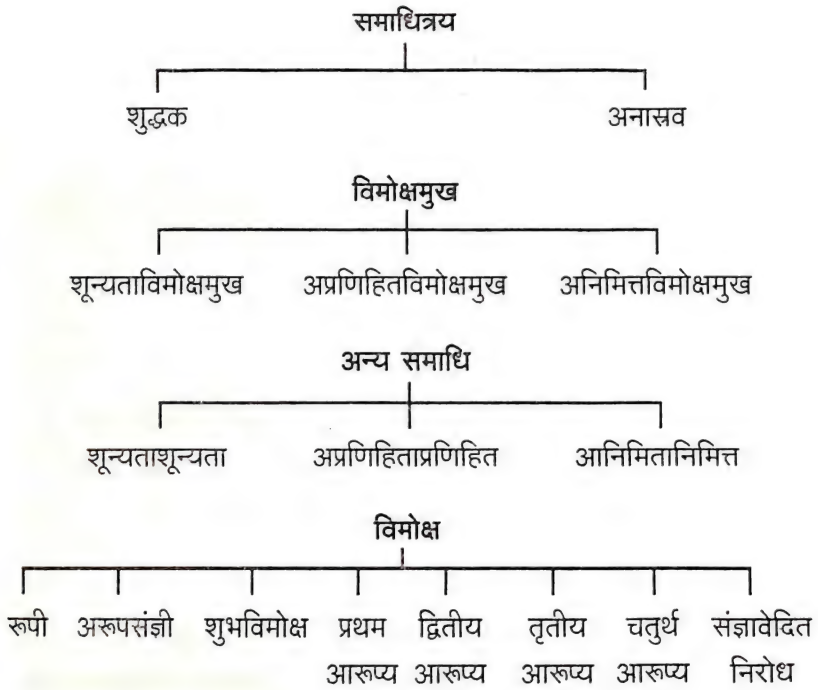 समाधित्रय
शुद्धक अनास्रव
विमोक्षमुख
शून्यताविमोक्षमुख अप्रणिहितविमोक्षमुख अनिमित्तविमोक्षमुख
अन्य समाधि
शून्यताशून्यता अप्रणिहिताप्रणिहित आनिमितानिमित्त
विमोक्ष
रूपी अरूपसंज्ञी शुभविमोक्ष प्रथम द्वितीय तृतीय चतुर्थ संज्ञावेदित
आरूप्य आरूप्य आरूप्य आरूप्य निरोध